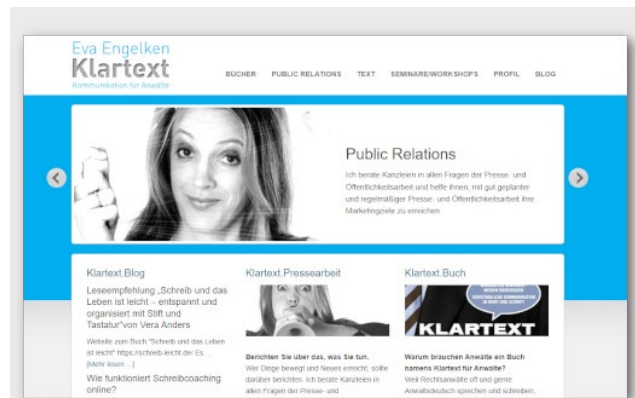 Eva Engelken
Klartext
Kommunikation für Anwälte
BÜCHER PUBLIC RELATIONS TEXT SEMINARE/WORKSHOPS PROFIL BLOG
Public Relations
Ich berate Kanzleien in allen Fragen der Presse- und
Öffentlichkeitsarbeit und helfe ihnen, mit gut geplanter
und regelmäßiger Presse- und Öffentlichkeitsarbeit ihre
Marketingziele zu erreichen.
Klartext.Blog
Leseempfehlung „Schreib und das
Leben ist leicht – entspannt und
organisiert mit Stift und
Tastatur“von Vera Anders
Website zum Buch "Schreib und das Leben
ist leicht" https://schreib-leicht.de/ Es ...
[Mehr lesen ...]
Wie funktioniert Schreibcoaching
online?
Klartext.Pressearbeit
Berichten Sie über das, was Sie tun.
Wer Dinge bewegt und Neues erreicht, sollte
darüber berichten. Ich berate Kanzleien in
allen Fragen der Presse- und
Klartext.Buch
VERSTÄNDLICHE KOMMUNIKATION
IN WORT UND SCHRIFT
KLARTEXT
Warum brauchen Anwälte ein Buch
namens Klartext für Anwälte?
Weil Rechtsanwälte oft und gerne
Anwaltsdeutsch sprechen und schreiben,